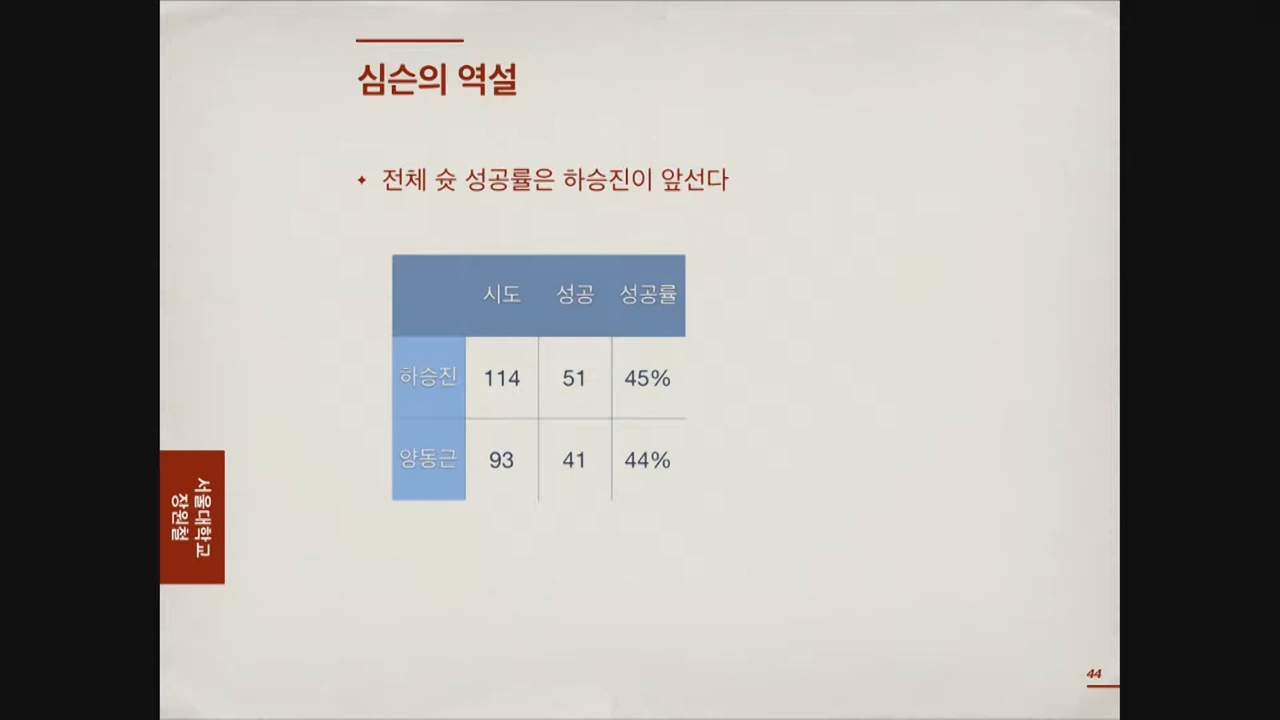 심슨의 역설
전체 슛 성공률은 하승진이 앞선다
시도 성공 성공률
하승진 114 51 45%
양동근 93 41 44%
서울대학교
장원철
44